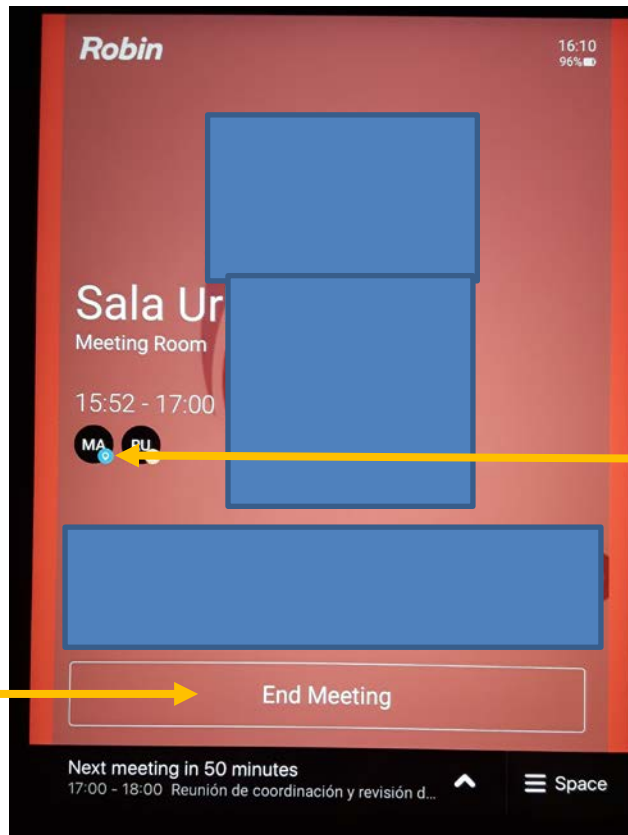 Robin
16:10
96%
Sala Ur
Meeting Room
15:52 - 17:00
MA PU
End Meeting
Next meeting in 50 minutes
17:00 - 18:00 Reunión de coordinación y revisión d...
Space